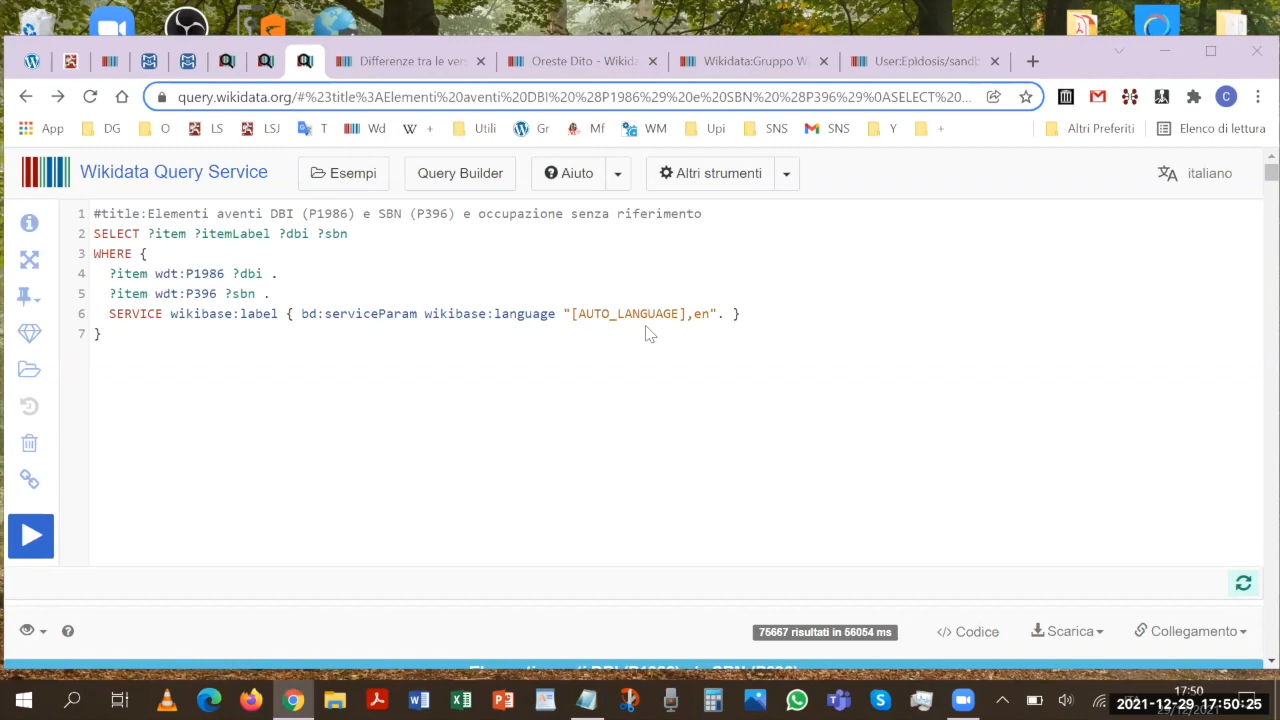 Differenze tra le ver
Oreste Dito - Wikida
Wikidata:Gruppo W
User:Epidosis/sandb
query.wikidata.org/#%23title%3AElementi%20aventi%20DBI%20%28P1986%29%20e%20SBN%20%28P396%29%0ASELECT%20...
App
DG
O
LS
LSJ
T
Wd
+
Utili
Gr
Mf
WM
Upi
SNS
SNS
Y
+
Altri Preferiti
Elenco di lettura
Wikidata Query Service
Esempi
Query Builder
Aiuto
Altri strumenti
italiano
1 #title:Elementi aventi DBI (P1986) e SBN (P396) e occupazione senza riferimento
2 SELECT ?item ?itemLabel ?dbi ?sbn
3 WHERE {
4 ?item wdt:P1986 ?dbi .
5 ?item wdt:P396 ?sbn .
6 SERVICE wikibase:label { bd:serviceParam wikibase:language "[AUTO_LANGUAGE],en". }
7 }
75667 risultati in 56054 ms
</> Codice
Scarica
Collegamento
17:50
2021-12-29 17:50:25